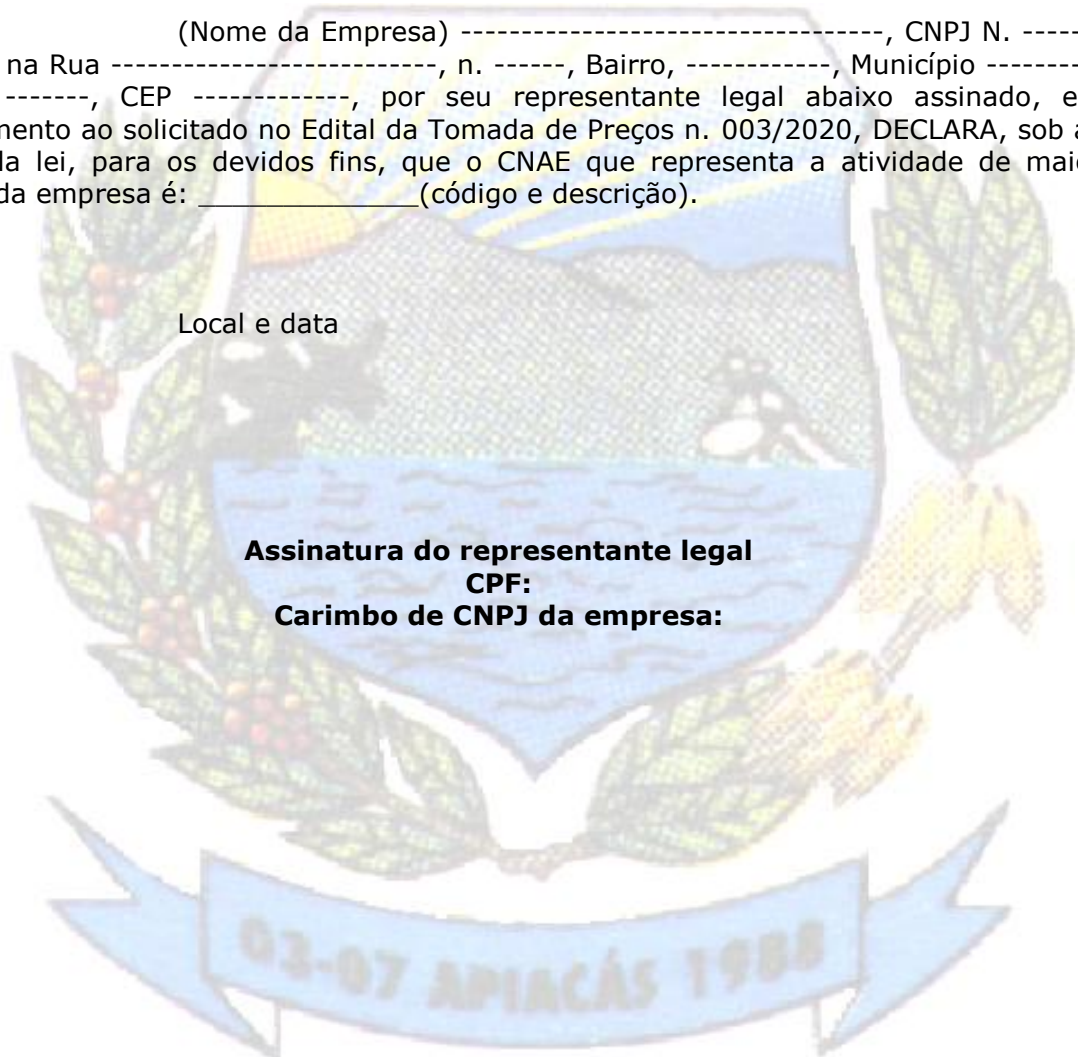 (Nome da Empresa) -----------------------------------, CNPJ N. ------
na Rua ---------------------------, n. ------, Bairro, ------------, Município ---------
-------, CEP -------------, por seu representante legal abaixo assinado, e
mento ao solicitado no Edital da Tomada de Preços n. 003/2020, DECLARA, sob a
la lei, para os devidos fins, que o CNAE que representa a atividade de maio
da empresa é: ______________(código e descrição).
Local e data
Assinatura do representante legal
CPF:
Carimbo de CNPJ da empresa:
03-07 APIACÁS 1988